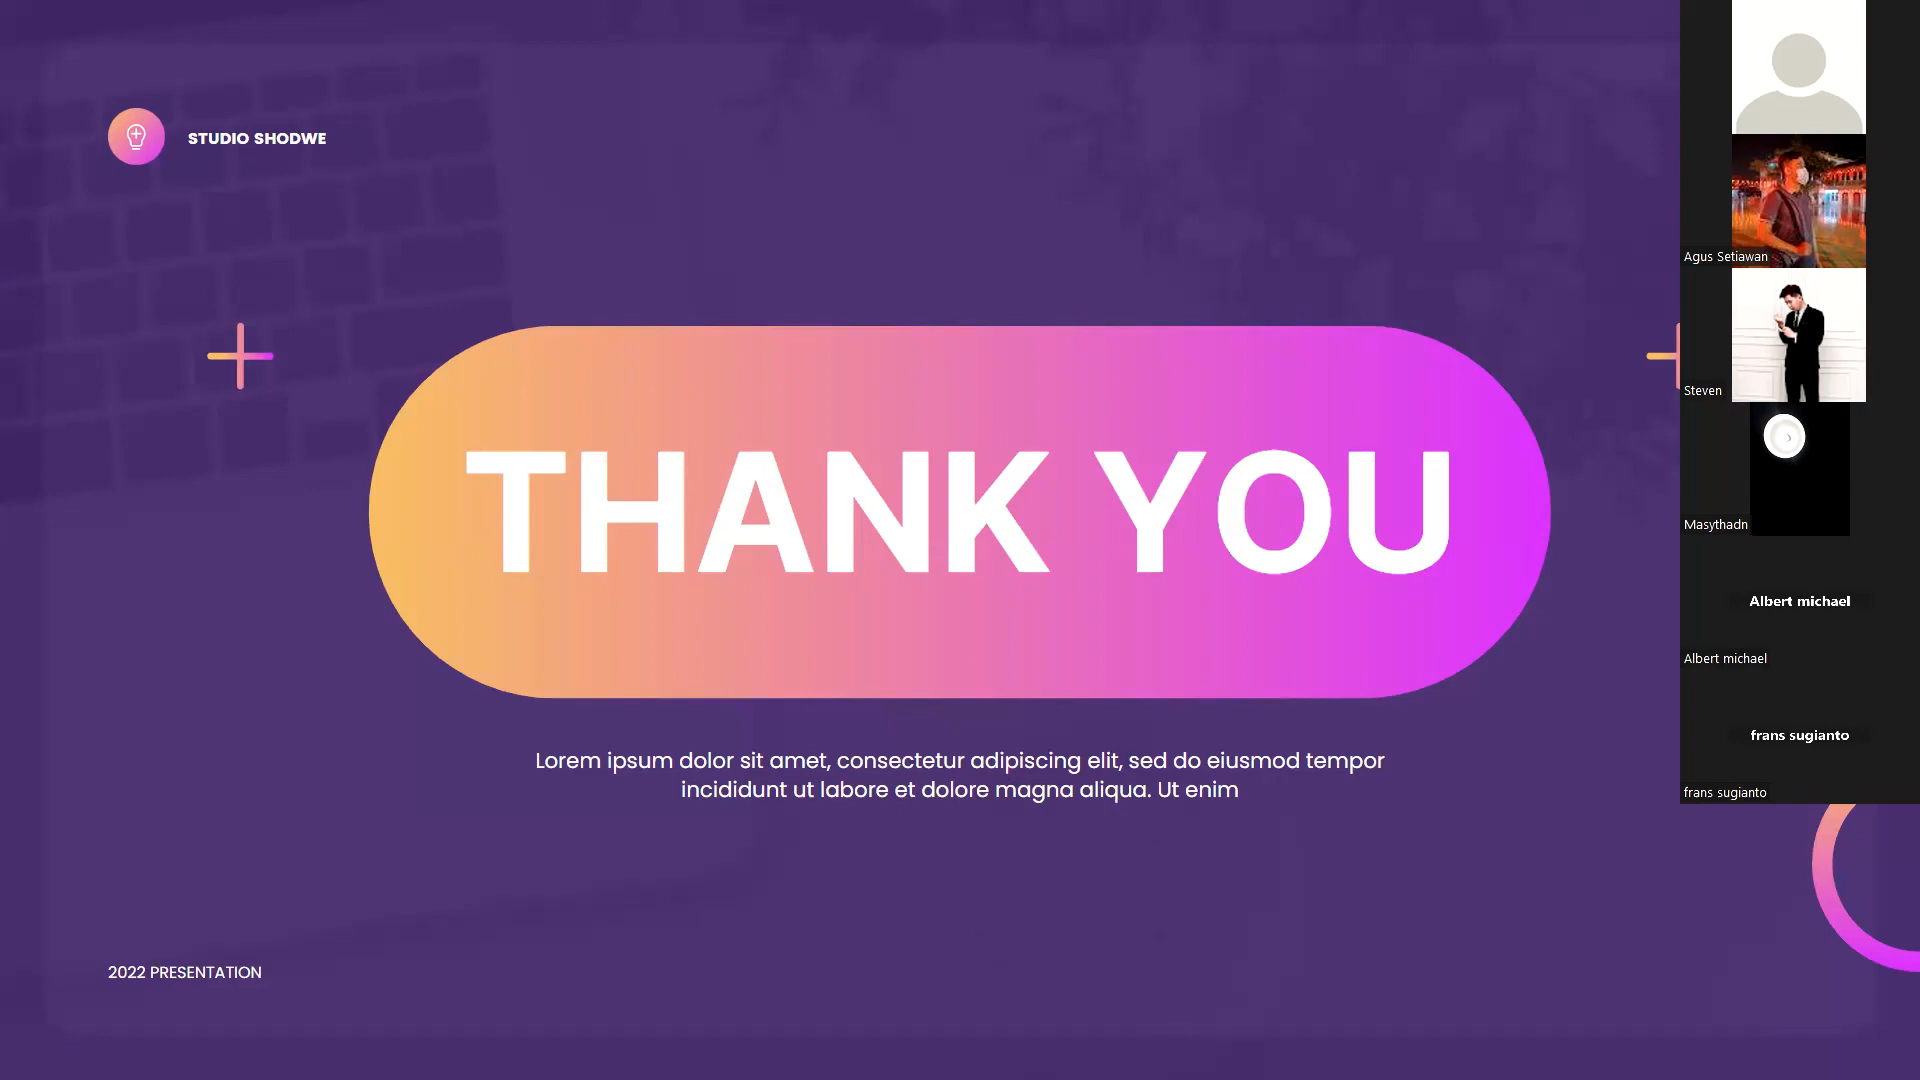 STUDIO SHODWE
THANK YOU
Lorem ipsum dolor sit amet, consectetur adipiscing elit, sed do eiusmod tempor
incididunt ut labore et dolore magna aliqua. Ut enim
2022 PRESENTATION
Agus Setiawan
Steven
Masythadn
Albert michael
Albert michael
frans sugianto
frans sugianto